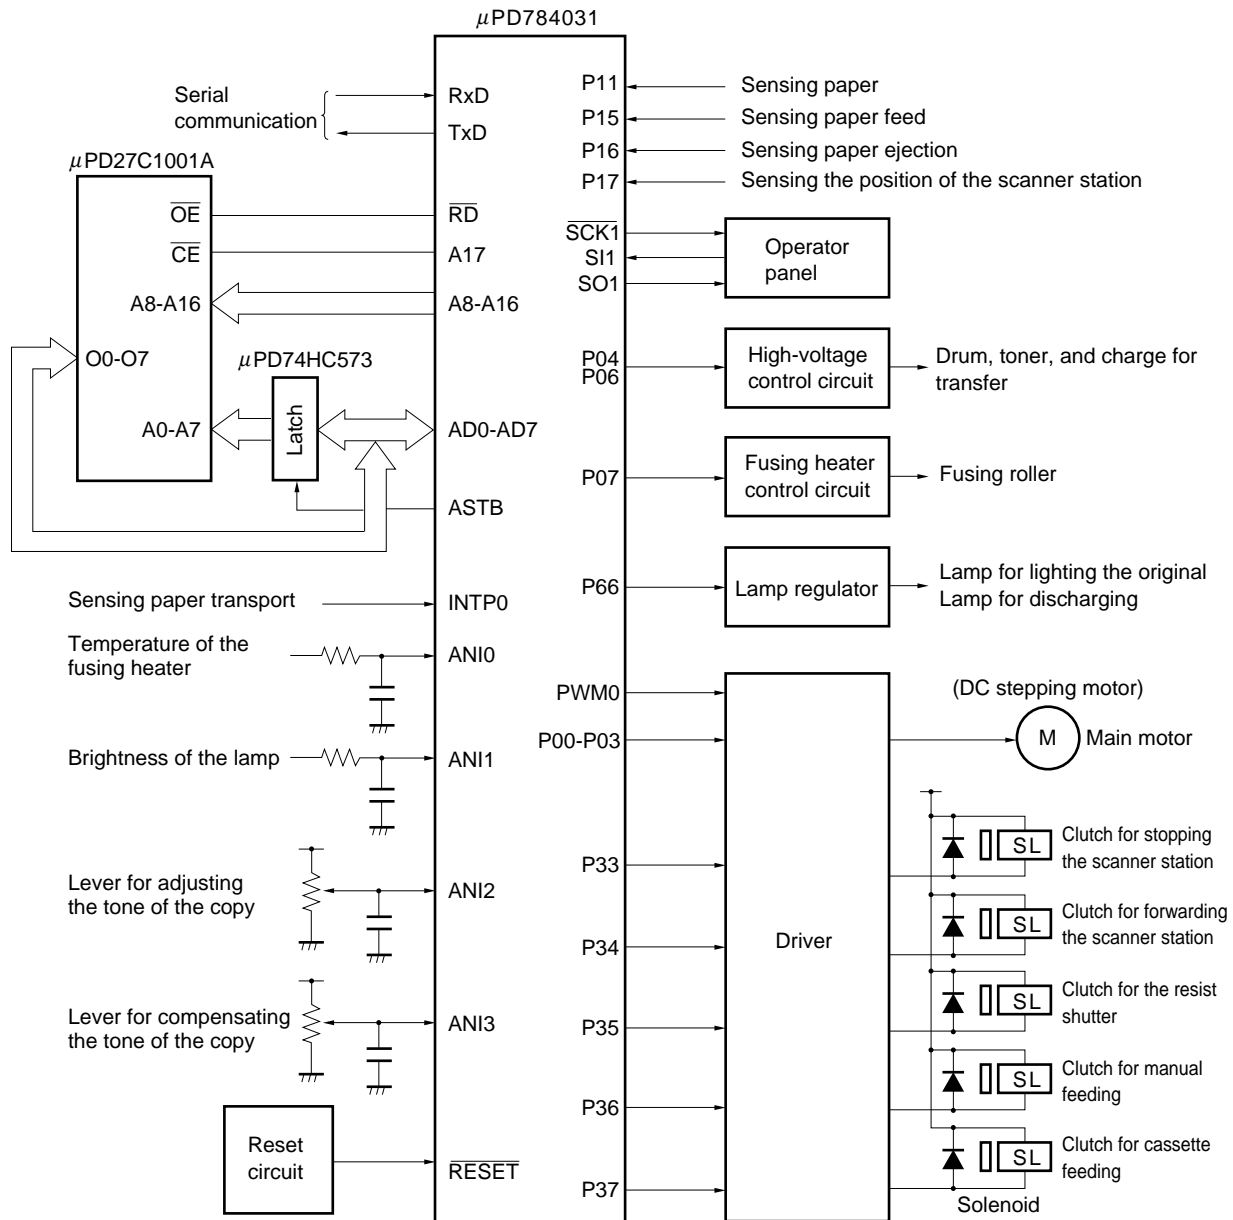 μPD784031
Serial
communication
RxD
TxD
μPD27C1001A
OE
CE
A8-A16
O0-O7
A0-A7
RD
A17
A8-A16
μPD74HC573
Latch
AD0-AD7
ASTB
Sensing paper transport
INTP0
Temperature of the
fusing heater
ANI0
Brightness of the lamp
ANI1
Lever for adjusting
the tone of the copy
ANI2
Lever for compensating
the tone of the copy
ANI3
Reset
circuit
RESET
P11
Sensing paper
P15
Sensing paper feed
P16
Sensing paper ejection
P17
Sensing the position of the scanner station
SCK1
SI1
SO1
Operator
panel
P04
P06
High-voltage
control circuit
Drum, toner, and charge for
transfer
P07
Fusing heater
control circuit
Fusing roller
P66
Lamp regulator
Lamp for lighting the original
Lamp for discharging
PWM0
P00-P03
P33
P34
P35
P36
P37
Driver
(DC stepping motor)
M
Main motor
SL
Clutch for stopping
the scanner station
SL
Clutch for forwarding
the scanner station
SL
Clutch for the resist
shutter
SL
Clutch for manual
feeding
SL
Clutch for cassette
feeding
Solenoid